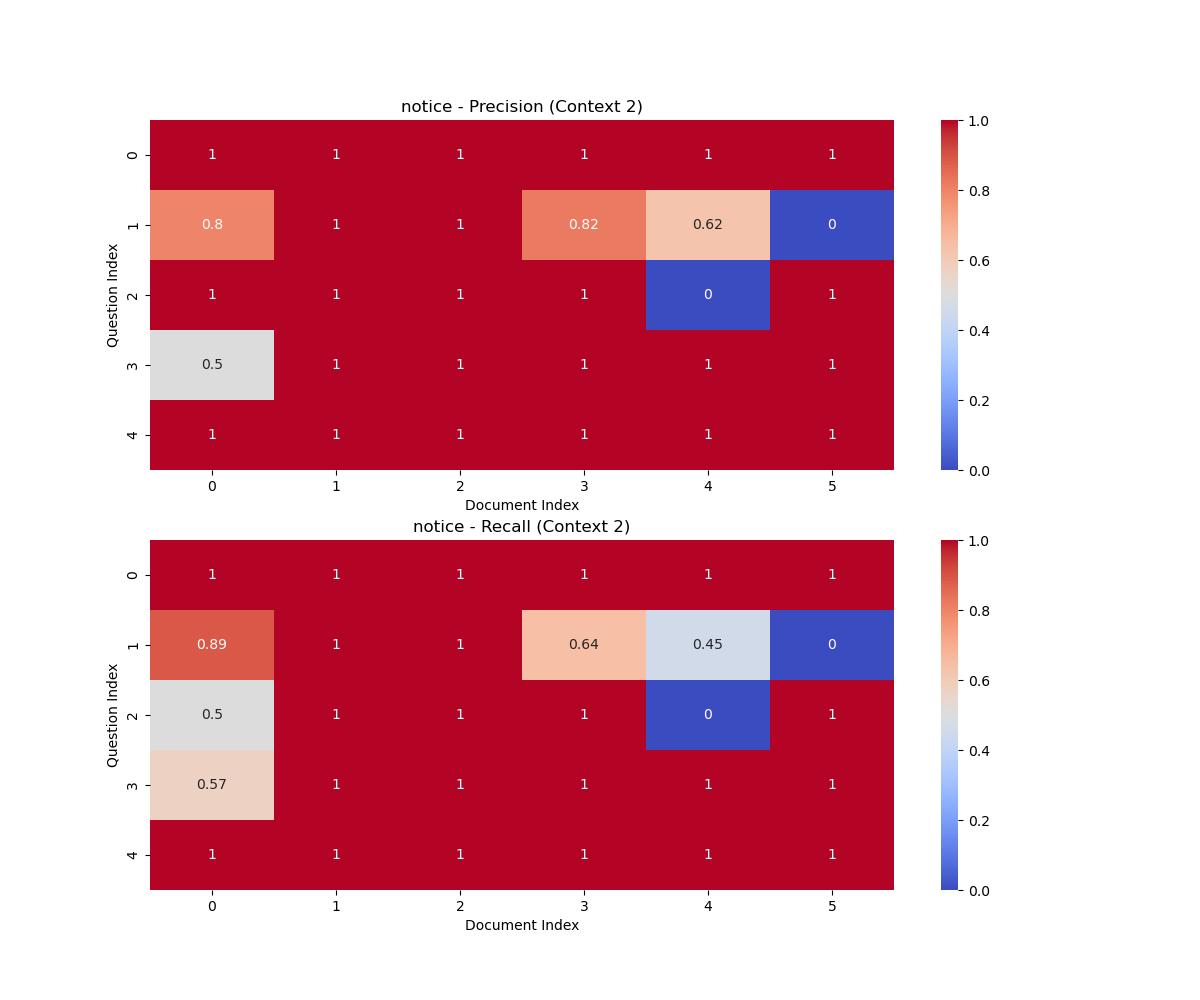 notice - Precision (Context 2)
0 1 1 1 1 1 1
1 0.8 1 1 0.82 0.62 0
2 1 1 1 1 0 1
3 0.5 1 1 1 1 1
4 1 1 1 1 1 1
0 1 2 3 4 5
Question Index
Document Index
1.0
0.8
0.6
0.4
0.2
0.0
notice - Recall (Context 2)
0 1 1 1 1 1 1
1 0.89 1 1 0.64 0.45 0
2 0.5 1 1 1 0 1
3 0.57 1 1 1 1 1
4 1 1 1 1 1 1
0 1 2 3 4 5
Question Index
Document Index
1.0
0.8
0.6
0.4
0.2
0.0